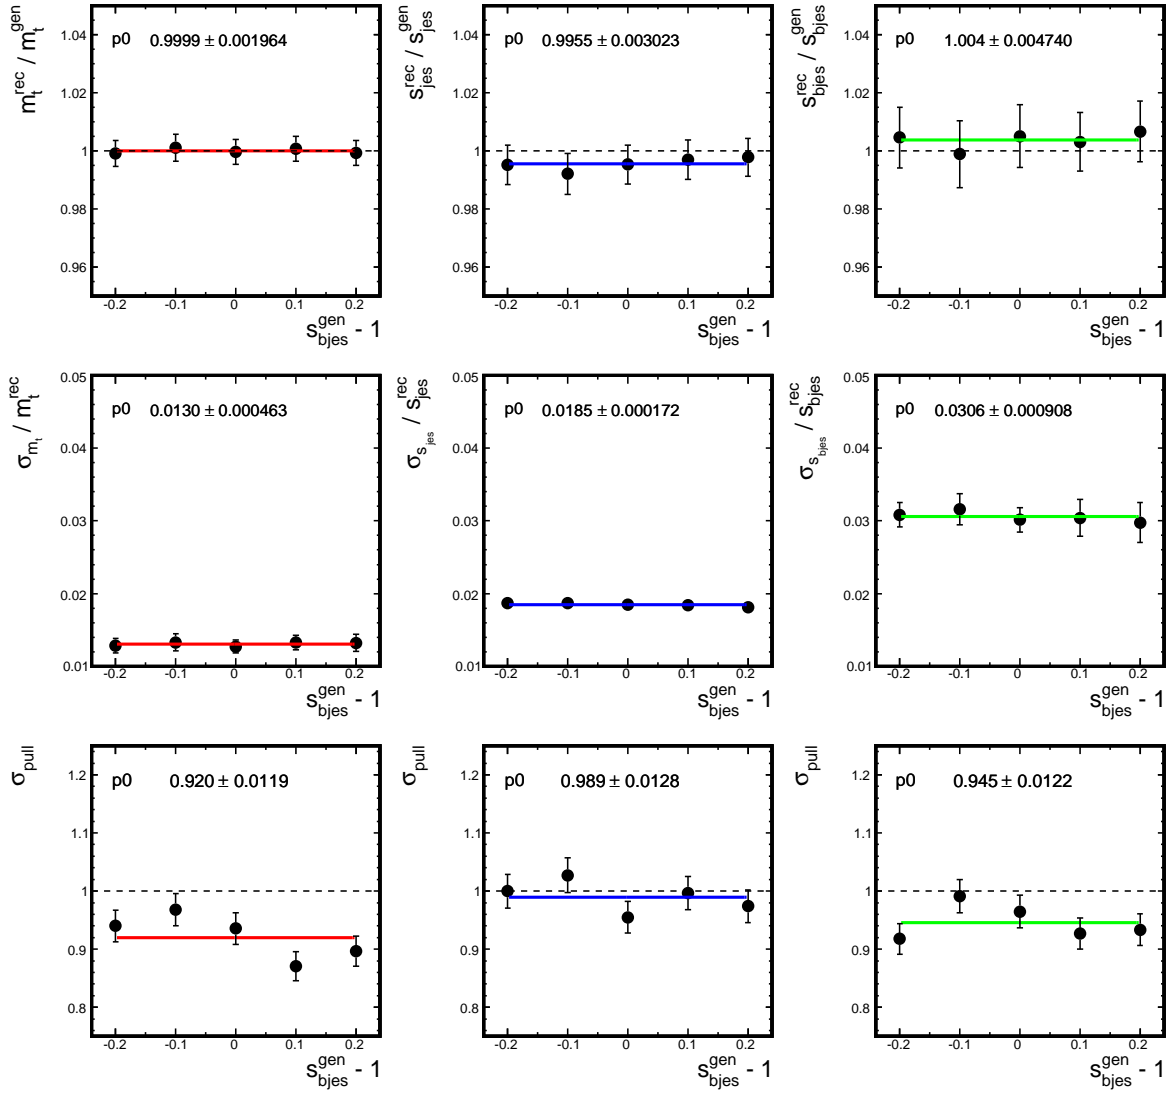 m_t^rec / m_t^gen
p0 0.9999 ± 0.001964
1.04
1.02
1
0.98
0.96
-0.2 -0.1 0 0.1 0.2
s_bjes^gen - 1
s_jes^rec / s_jes^gen
p0 0.9955 ± 0.003023
1.04
1.02
1
0.98
0.96
-0.2 -0.1 0 0.1 0.2
s_bjes^gen - 1
s_bjes^rec / s_bjes^gen
p0 1.004 ± 0.004740
1.04
1.02
1
0.98
0.96
-0.2 -0.1 0 0.1 0.2
s_bjes^gen - 1
σ_m_t / m_t^rec
p0 0.0130 ± 0.000463
0.05
0.04
0.03
0.02
0.01
-0.2 -0.1 0 0.1 0.2
s_bjes^gen - 1
σ_s_jes / s_jes^rec
p0 0.0185 ± 0.000172
0.05
0.04
0.03
0.02
0.01
-0.2 -0.1 0 0.1 0.2
s_bjes^gen - 1
σ_s_bjes / s_bjes^rec
p0 0.0306 ± 0.000908
0.05
0.04
0.03
0.02
0.01
-0.2 -0.1 0 0.1 0.2
s_bjes^gen - 1
σ_pull
p0 0.920 ± 0.0119
1.2
1.1
1
0.9
0.8
-0.2 -0.1 0 0.1 0.2
s_bjes^gen - 1
σ_pull
p0 0.989 ± 0.0128
1.2
1.1
1
0.9
0.8
-0.2 -0.1 0 0.1 0.2
s_bjes^gen - 1
σ_pull
p0 0.945 ± 0.0122
1.2
1.1
1
0.9
0.8
-0.2 -0.1 0 0.1 0.2
s_bjes^gen - 1